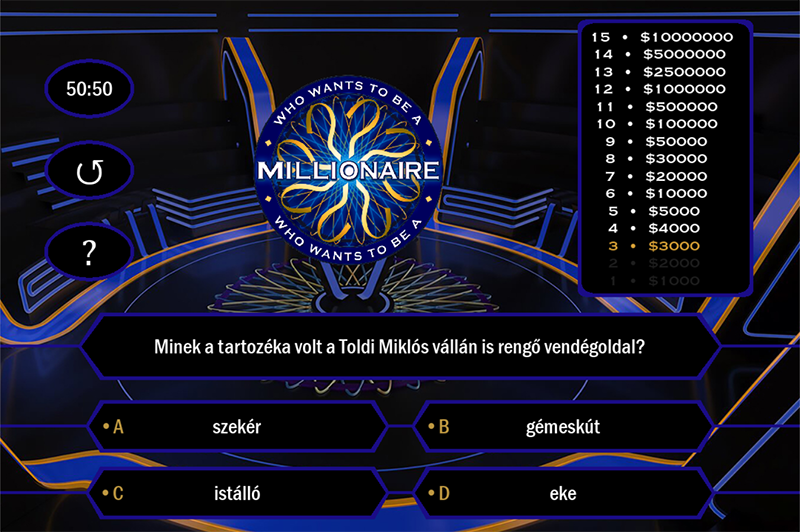 50:50
?
WHO WANTS TO BE A
MILLIONAIRE
WHO WANTS TO BE A
15 • $10000000
14 • $5000000
13 • $2500000
12 • $1000000
11 • $500000
10 • $100000
9 • $50000
8 • $30000
7 • $20000
6 • $10000
5 • $5000
4 • $4000
3 • $3000
2 • $2000
1 • $1000
Minek a tartozéka volt a Toldi Miklós vállán is rengő vendégoldal?
• A szekér
• B gémeskút
• C istálló
• D eke